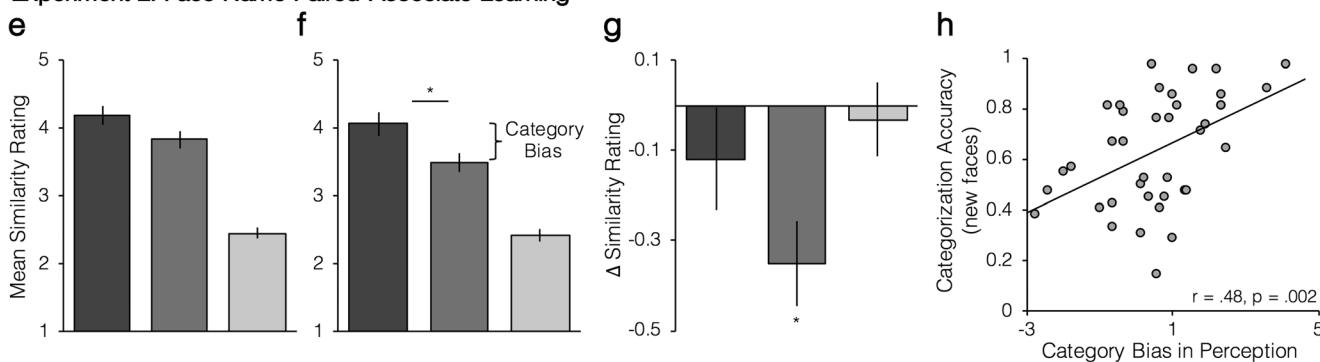 Experiment 2: Face-Name Paired-Associate Learning
e
Mean Similarity Rating
5
4
3
2
1
f
5
4
3
2
1
*
Category
Bias
g
Δ Similarity Rating
0.1
-0.1
-0.3
-0.5
*
h
Categorization Accuracy
(new faces)
1
0.8
0.6
0.4
0.2
0
r = .48, p = .002
-3
1
5
Category Bias in Perception